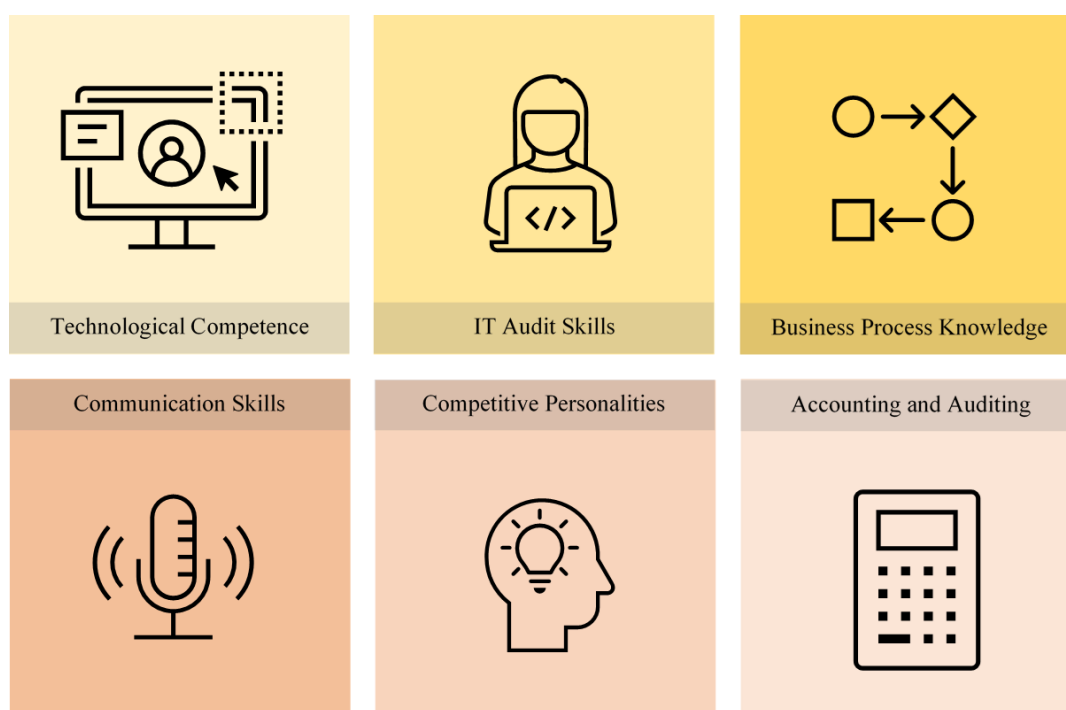 Technological Competence
IT Audit Skills
Business Process Knowledge
Communication Skills
Competitive Personalities
Accounting and Auditing